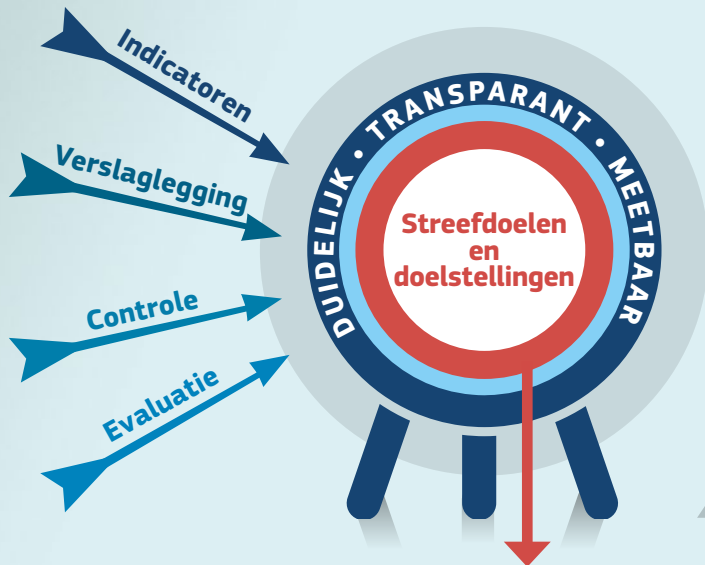 Indicatoren
Verslaglegging
Controle
Evaluatie
DUIDELIJK • TRANSPARANT • MEETBAAR
Streefdoelen
en
doelstellingen